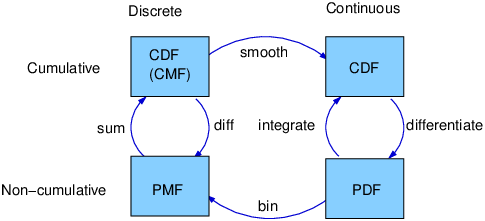 Discrete
Continuous
Cumulative
CDF
(CMF)
smooth
CDF
sum
diff
integrate
differentiate
Non−cumulative
PMF
bin
PDF